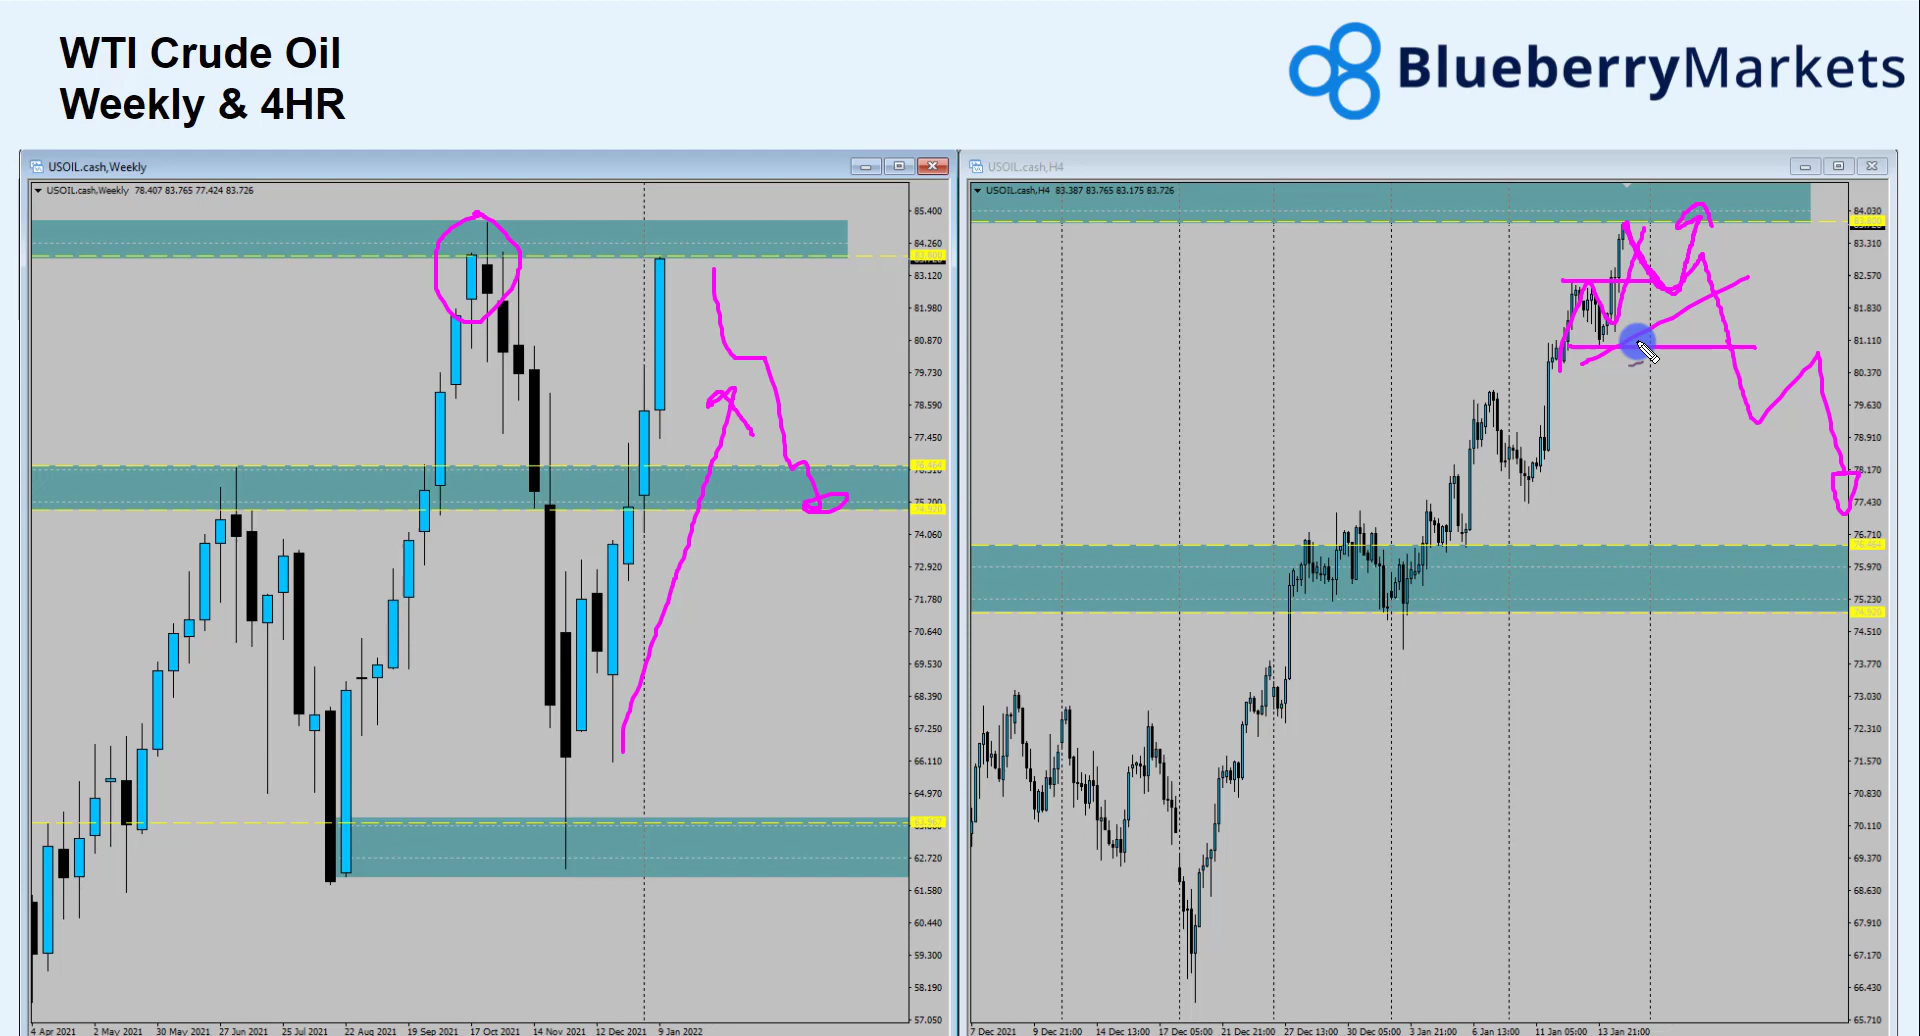 WTI Crude Oil
Weekly & 4HR
BlueberryMarkets
USOIL.cash,Weekly
USOIL.cash,Weekly 78.407 83.765 77.424 83.726
85.400
84.260
83.120
81.980
80.870
79.730
78.590
77.450
76.464
75.200
74.920
74.060
72.920
71.780
70.640
69.530
68.390
67.250
66.110
64.970
62.720
61.580
60.440
59.300
58.190
57.050
4 Apr 2021
2 May 2021
30 May 2021
27 Jun 2021
25 Jul 2021
22 Aug 2021
19 Sep 2021
17 Oct 2021
14 Nov 2021
12 Dec 2021
9 Jan 2022
USOIL.cash,H4
USOIL.cash,H4 83.387 83.765 83.175 83.726
84.030
83.310
82.570
81.830
81.110
80.370
79.630
78.910
78.170
77.430
76.710
75.970
75.230
74.510
73.770
73.030
72.310
71.570
70.830
70.110
69.370
68.630
67.910
67.170
66.430
65.710
7 Dec 2021
9 Dec 21:00
14 Dec 13:00
17 Dec 05:00
21 Dec 21:00
27 Dec 13:00
30 Dec 05:00
3 Jan 21:00
6 Jan 13:00
11 Jan 05:00
13 Jan 21:00